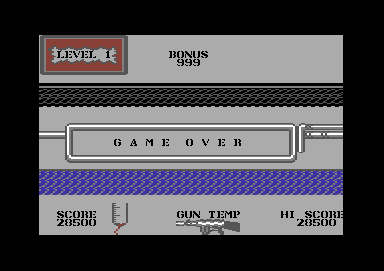 LEVEL 1
BONUS
999
GAME OVER
SCORE GUN TEMP HI SCORE
28500 28500